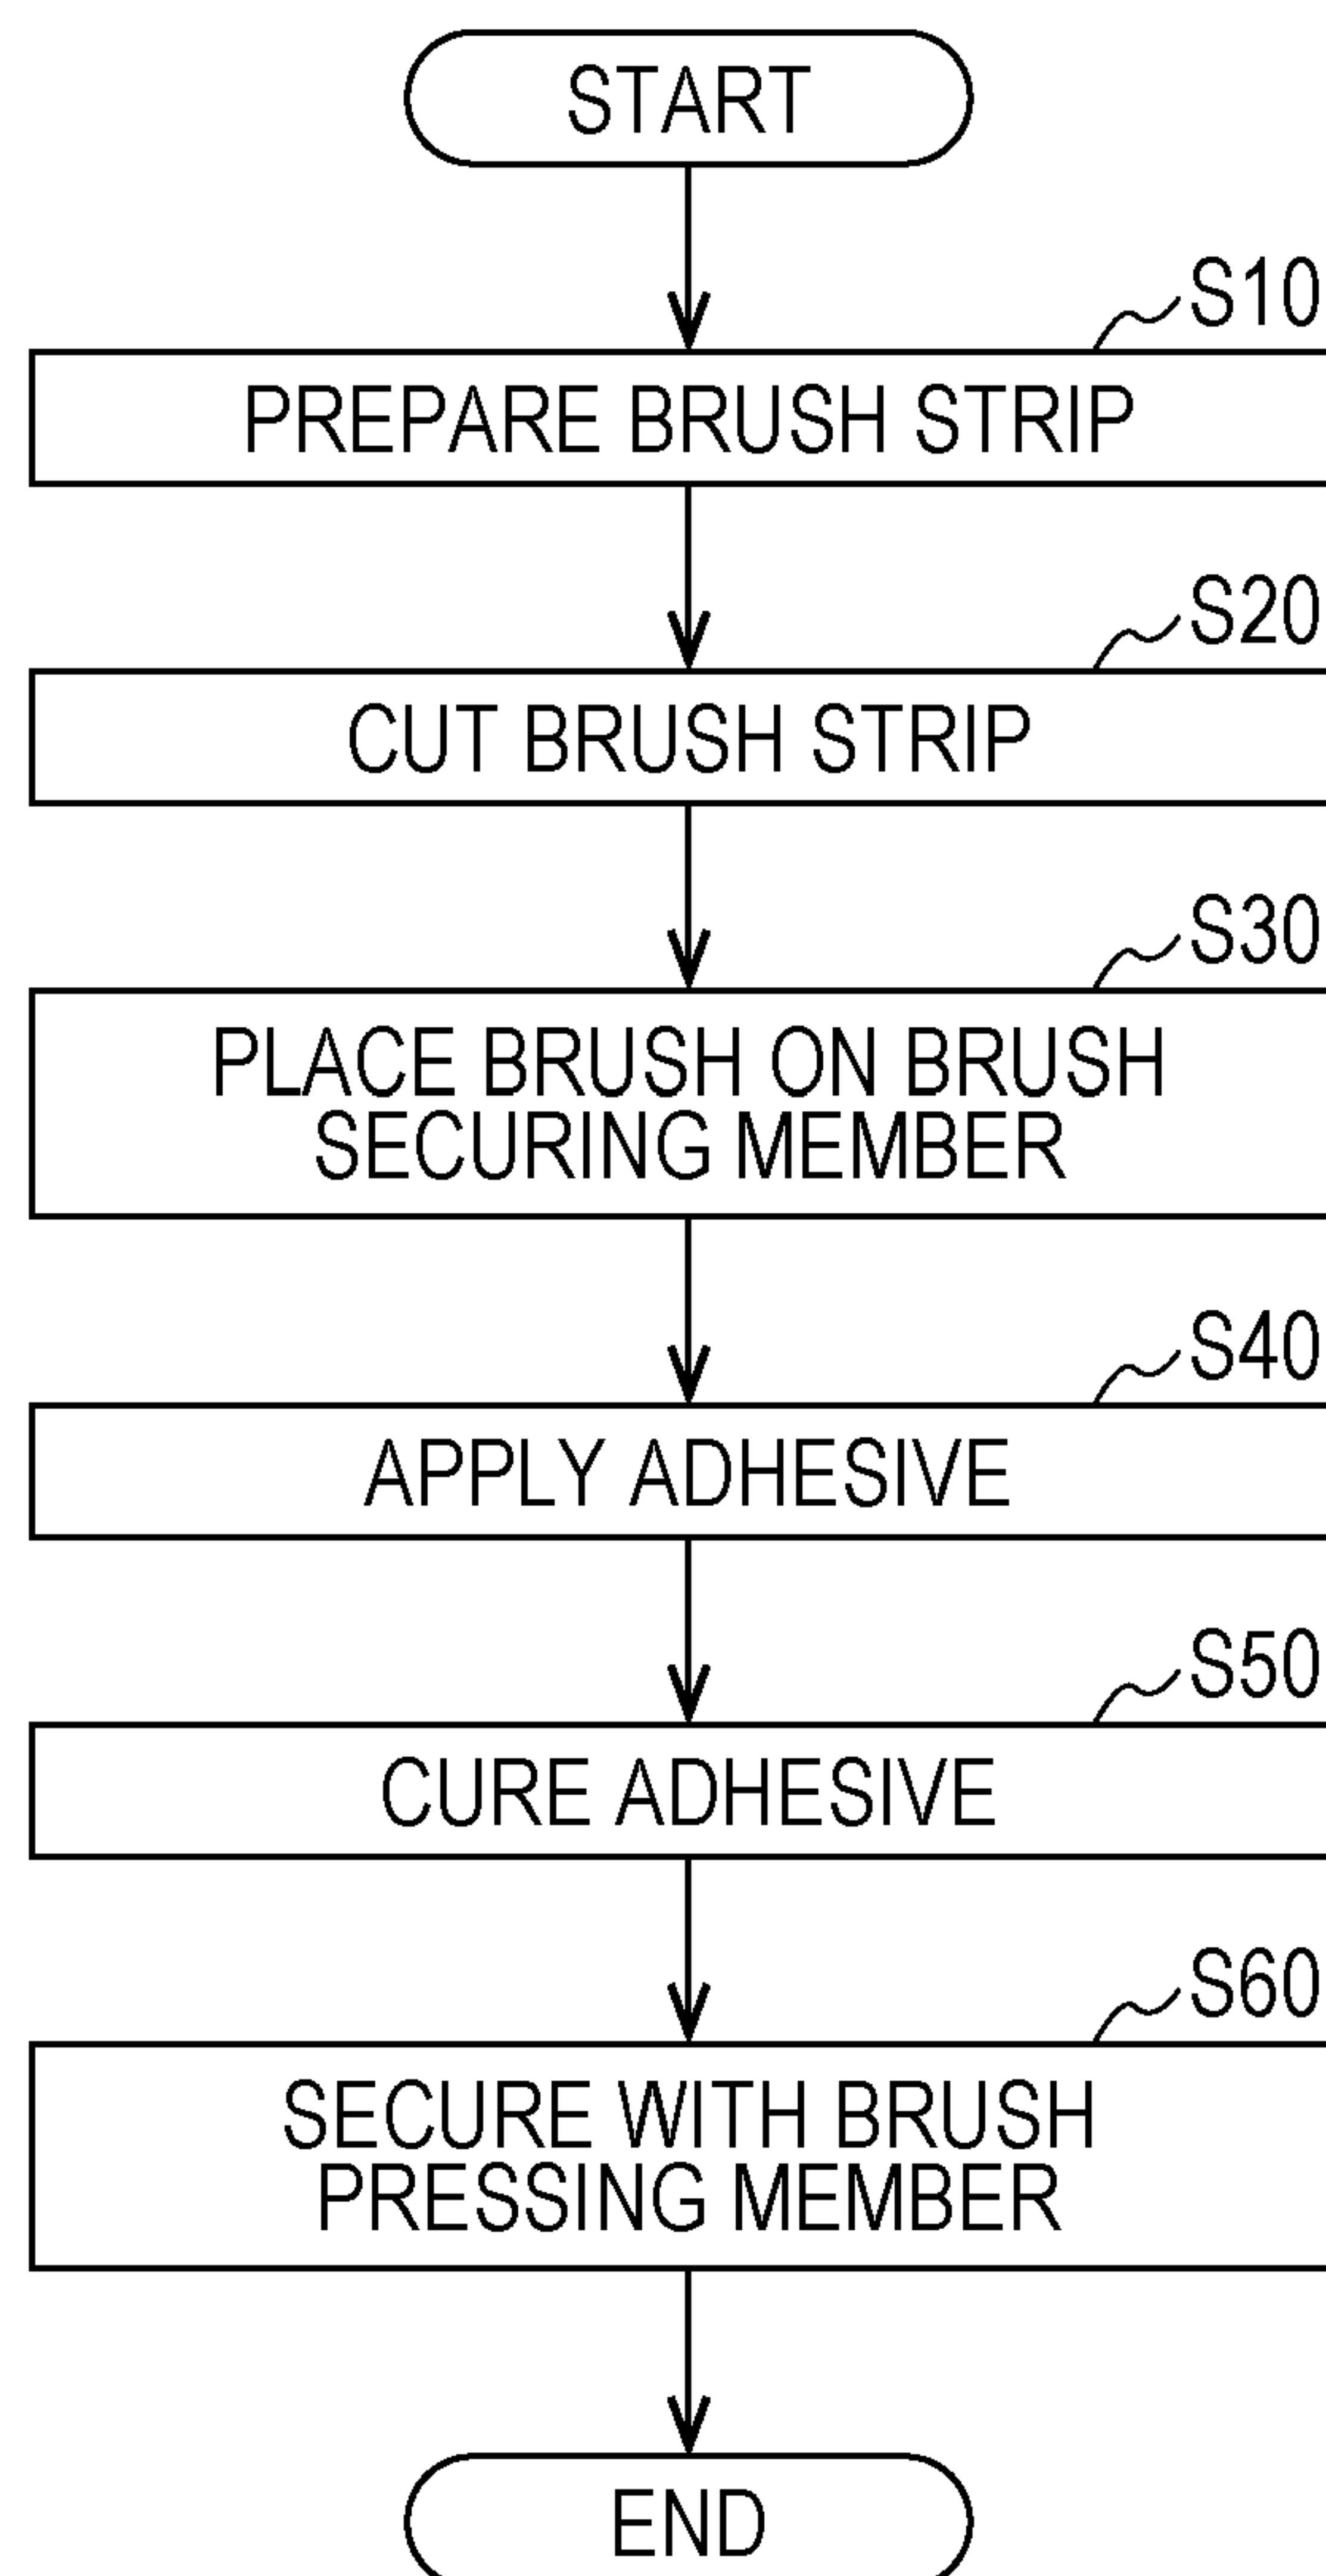 START
S10
PREPARE BRUSH STRIP
S20
CUT BRUSH STRIP
S30
PLACE BRUSH ON BRUSH
SECURING MEMBER
S40
APPLY ADHESIVE
S50
CURE ADHESIVE
S60
SECURE WITH BRUSH
PRESSING MEMBER
END